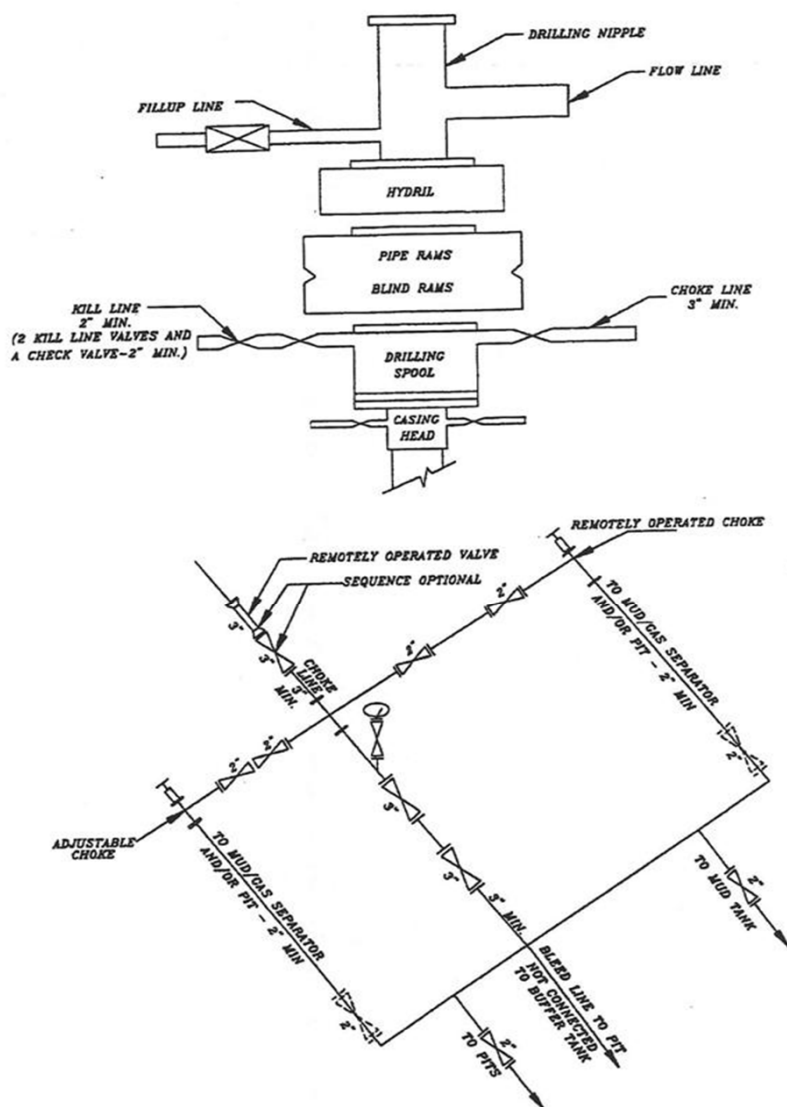 DRILLING NIPPLE
FLOW LINE
FILLUP LINE
HYDRIL
PIPE RAMS
BLIND RAMS
KILL LINE
2" MIN.
(2 KILL LINE VALVES AND
A CHECK VALVE-2" MIN.)
CHOKE LINE
3" MIN.
DRILLING
SPOOL
CASING
HEAD
REMOTELY OPERATED CHOKE
REMOTELY OPERATED VALVE
SEQUENCE OPTIONAL
3"
3"
CHOKE
LINE
3"
MIN.
2"
2"
TO MUD/GAS SEPARATOR
AND/OR PIT - 2" MIN
2"
2"
2"
3"
3"
3" MIN.
ADJUSTABLE
CHOKE
TO MUD/GAS SEPARATOR
AND/OR PIT - 2" MIN
2"
BLEED LINE TO PIT
NOT CONNECTED
TO BUFFER TANK
2"
TO MUD TANK
2"
TO PITS